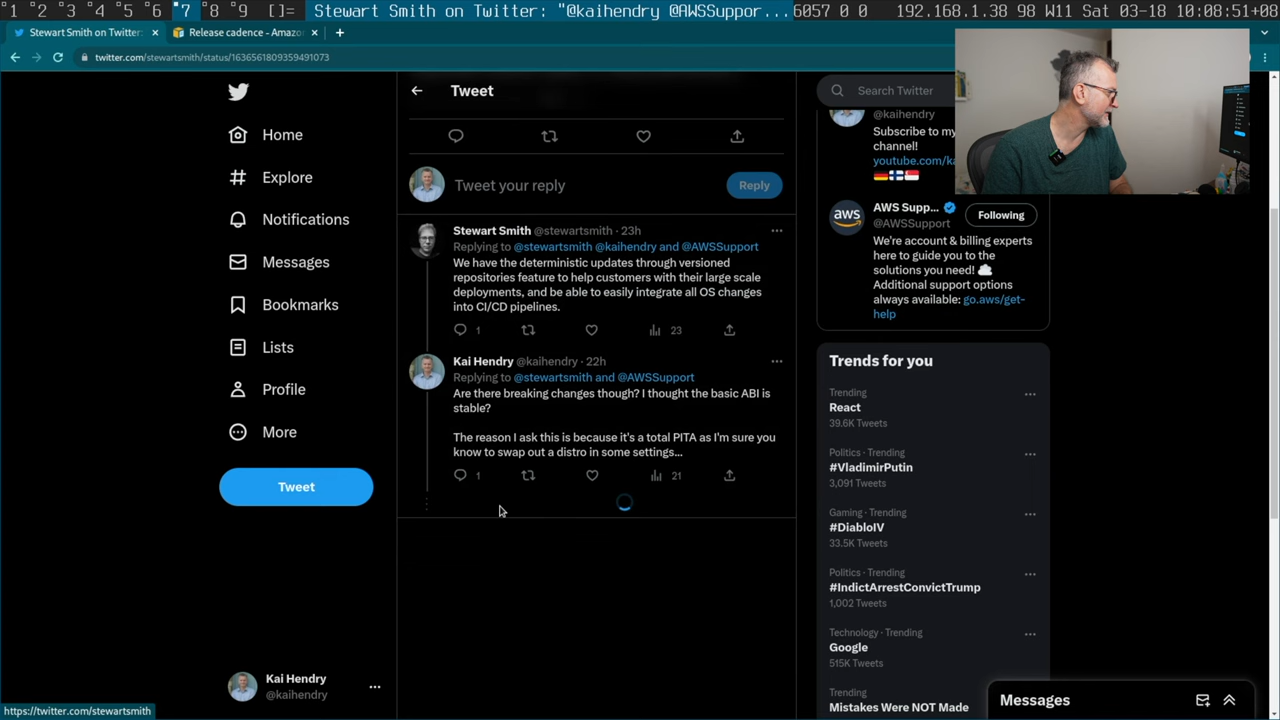 1 2 3 4 5 6 7 8 9 []= Stewart Smith on Twitter: "@kaihendry @AWSSuppor... 6057 0 0 192.168.1.38 98 W11 Sat 03-18 10:08:51+08
Stewart Smith on Twitter: × Release cadence - Amazo × +
twitter.com/stewartsmith/status/1636561809359491073
Home
Explore
Notifications
Messages
Bookmarks
Lists
Profile
More
Tweet
Kai Hendry
@kaihendry
https://twitter.com/stewartsmith
Tweet
Tweet your reply
Reply
Stewart Smith @stewartsmith · 23h
Replying to @stewartsmith @kaihendry and @AWSSupport
We have the deterministic updates through versioned
repositories feature to help customers with their large scale
deployments, and be able to easily integrate all OS changes
into CI/CD pipelines.
1 23
Kai Hendry @kaihendry · 22h
Replying to @stewartsmith and @AWSSupport
Are there breaking changes though? I thought the basic ABI is
stable?
The reason I ask this is because it's a total PITA as I'm sure you
know to swap out a distro in some settings...
1 21
Search Twitter
@kaihendry
Subscribe to my
channel!
youtube.com/ka
AWS Supp...
@AWSSupport
Following
aws
We're account & billing experts
here to guide you to the
solutions you need!
Additional support options
always available: go.aws/get-
help
Trends for you
Trending
React
39.6K Tweets
Politics · Trending
#VladimirPutin
3,091 Tweets
Gaming · Trending
#DiabloIV
33.5K Tweets
Politics · Trending
#IndictArrestConvictTrump
1,002 Tweets
Technology · Trending
Google
515K Tweets
Trending
Mistakes Were NOT Made
Messages